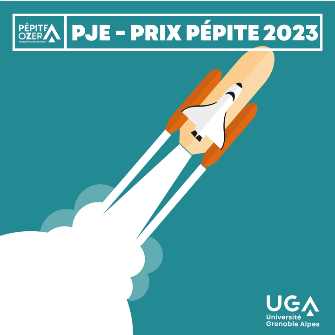 PÉPITE
OZER
PJE - PRIX PÉPITE 2023
UGA
Université
Grenoble Alpes